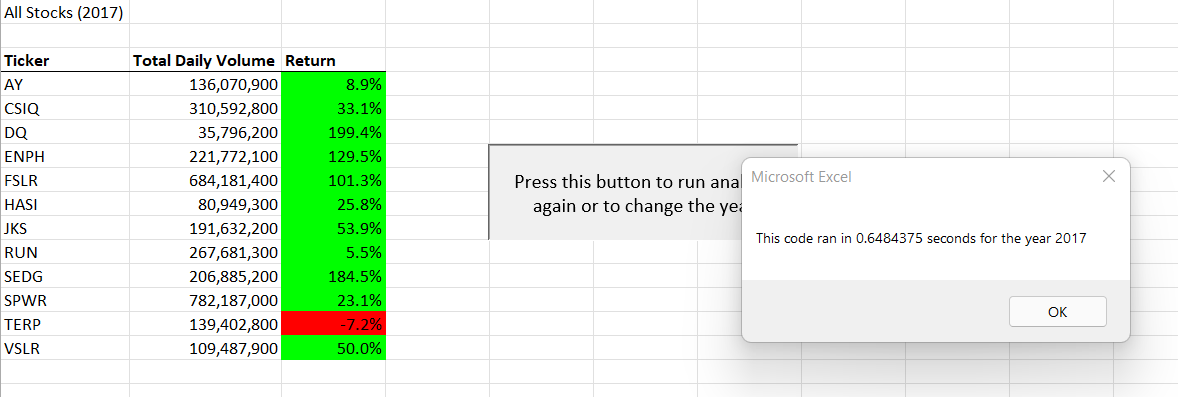 All Stocks (2017)
Ticker Total Daily Volume Return
AY 136,070,900 8.9%
CSIQ 310,592,800 33.1%
DQ 35,796,200 199.4%
ENPH 221,772,100 129.5%
FSLR 684,181,400 101.3%
HASI 80,949,300 25.8%
JKS 191,632,200 53.9%
RUN 267,681,300 5.5%
SEDG 206,885,200 184.5%
SPWR 782,187,000 23.1%
TERP 139,402,800 -7.2%
VSLR 109,487,900 50.0%
Press this button to run
again or to change the
Microsoft Excel
This code ran in 0.6484375 seconds for the year 2017
OK